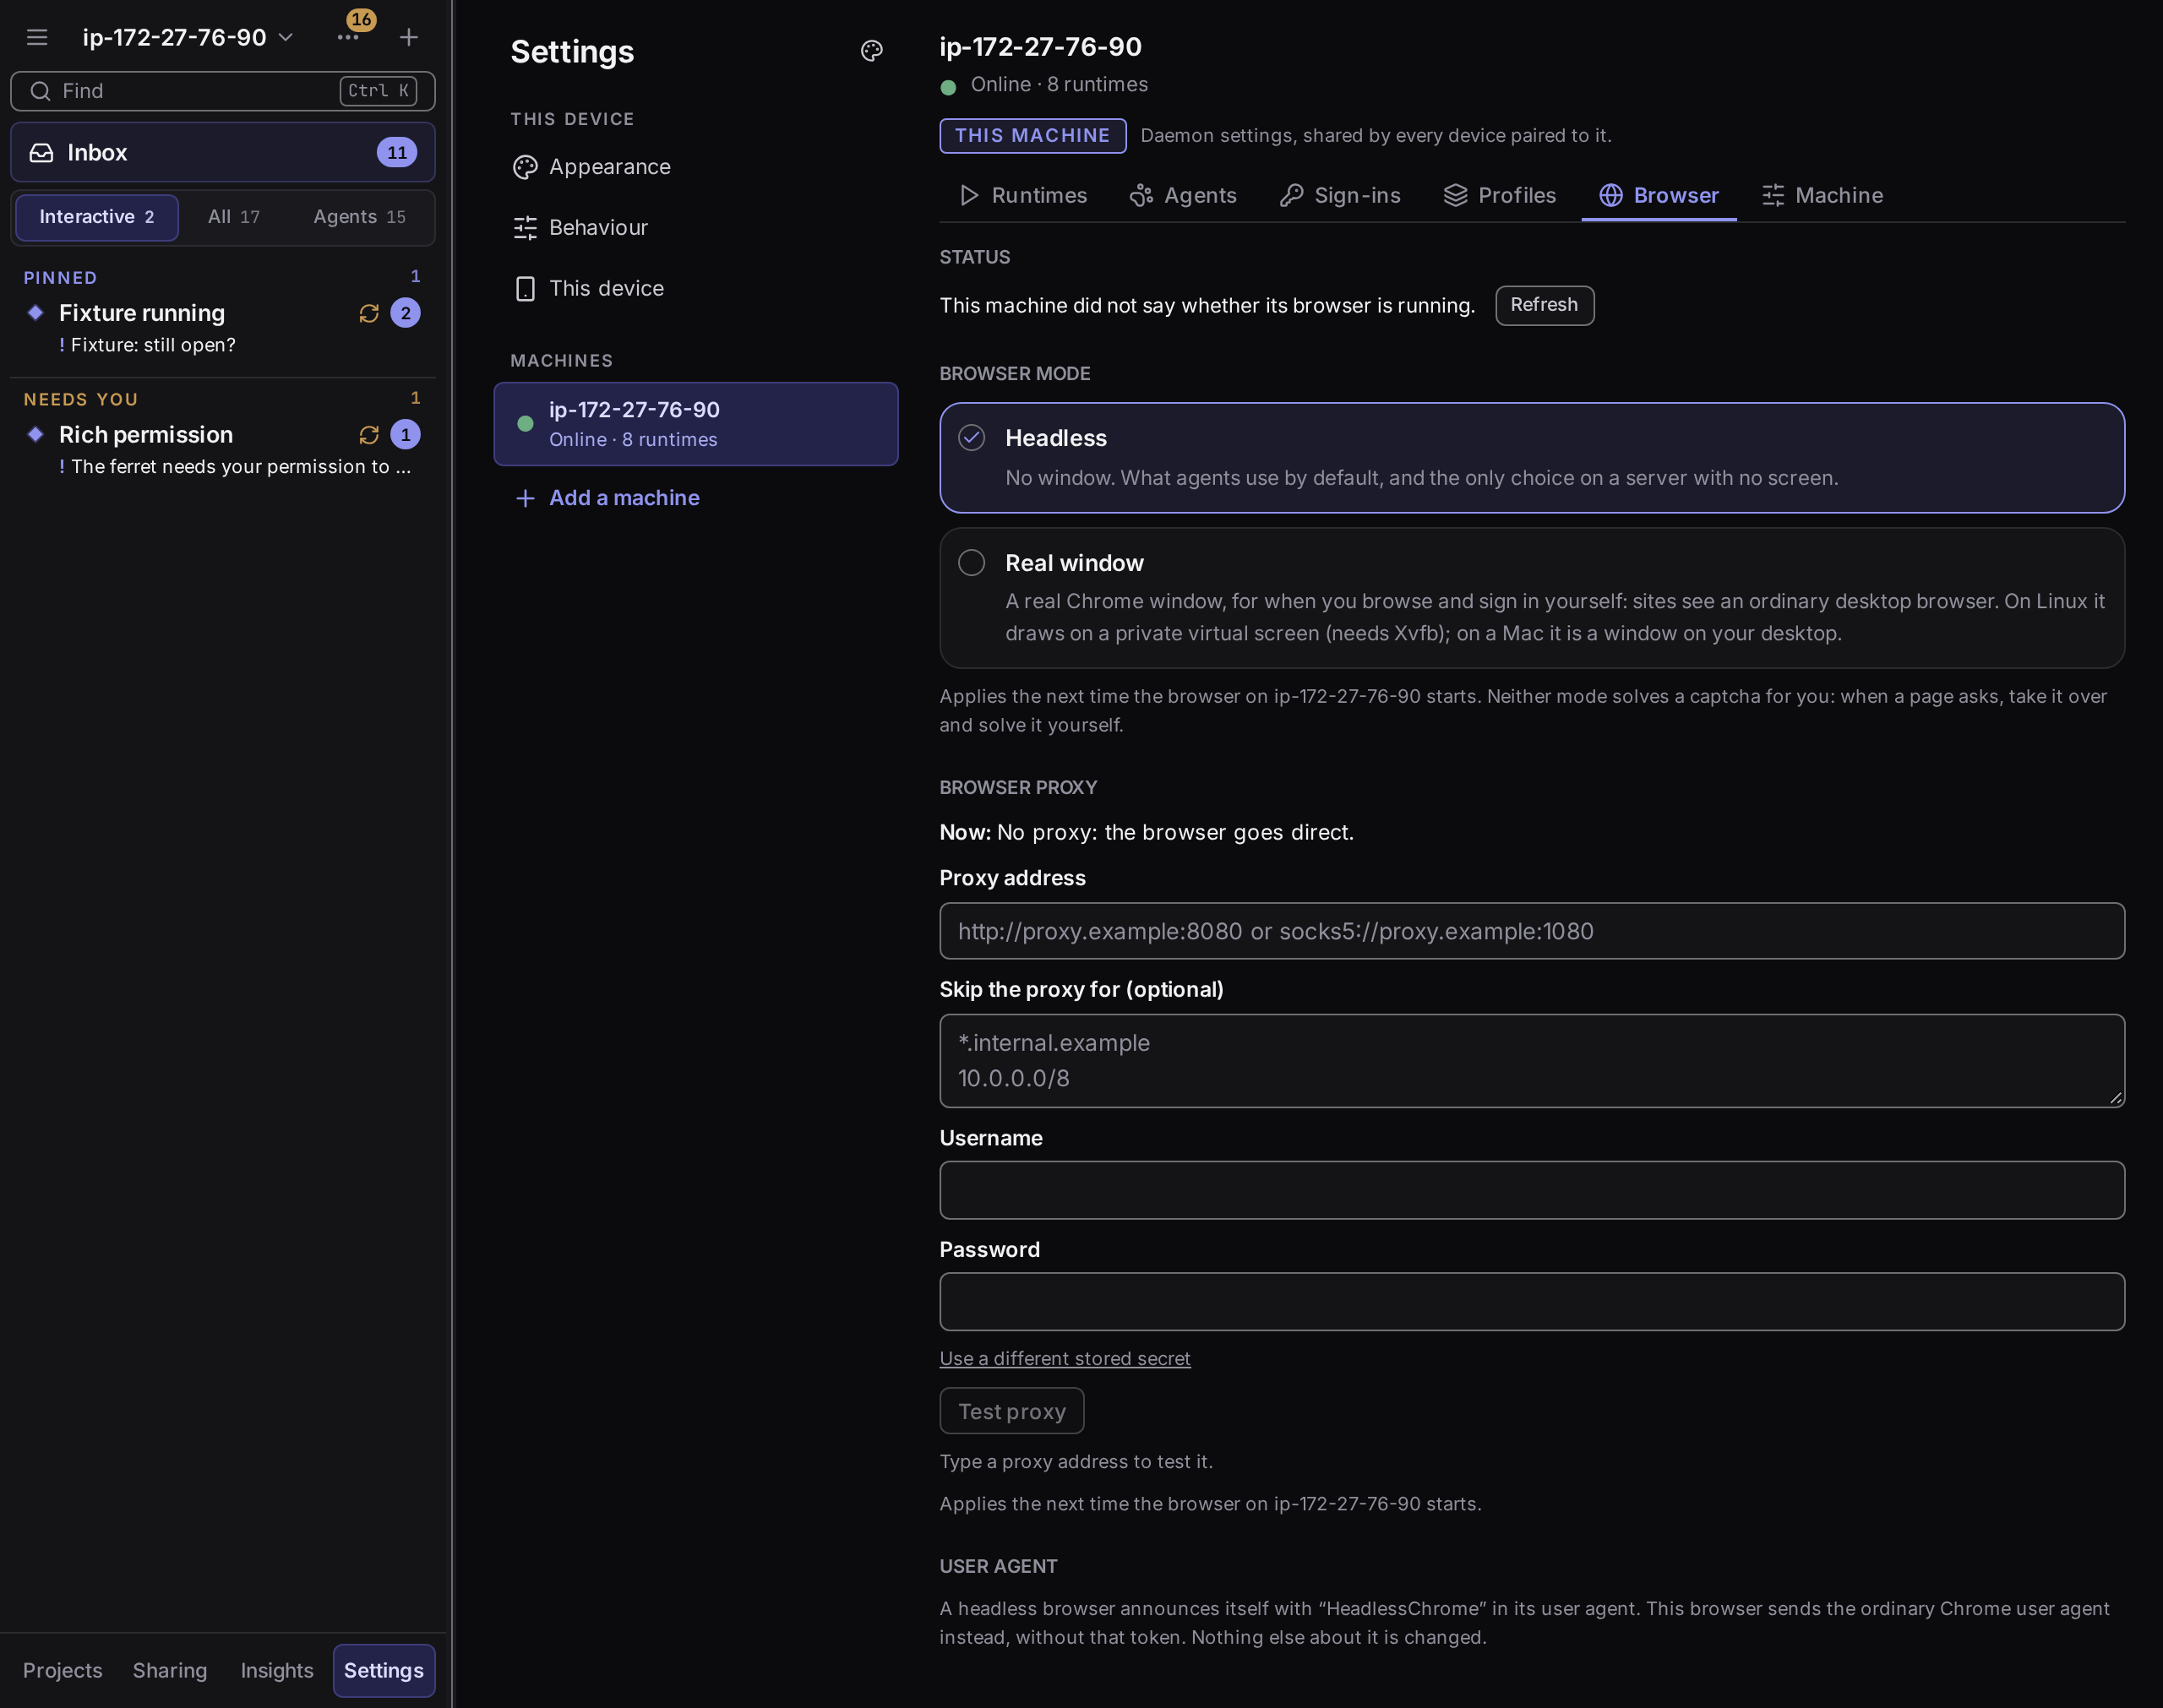 ip-172-27-76-90
16
Find
Ctrl K
Inbox
11
Interactive 2
All 17
Agents 15
PINNED
1
Fixture running
2
! Fixture: still open?
NEEDS YOU
1
Rich permission
1
! The ferret needs your permission to ...
Projects
Sharing
Insights
Settings
Settings
THIS DEVICE
Appearance
Behaviour
This device
MACHINES
ip-172-27-76-90
Online · 8 runtimes
Add a machine
ip-172-27-76-90
Online · 8 runtimes
THIS MACHINE
Daemon settings, shared by every device paired to it.
Runtimes
Agents
Sign-ins
Profiles
Browser
Machine
STATUS
This machine did not say whether its browser is running.
Refresh
BROWSER MODE
Headless
No window. What agents use by default, and the only choice on a server with no screen.
Real window
A real Chrome window, for when you browse and sign in yourself: sites see an ordinary desktop browser. On Linux it
draws on a private virtual screen (needs Xvfb); on a Mac it is a window on your desktop.
Applies the next time the browser on ip-172-27-76-90 starts. Neither mode solves a captcha for you: when a page asks, take it over
and solve it yourself.
BROWSER PROXY
Now: No proxy: the browser goes direct.
Proxy address
http://proxy.example:8080 or socks5://proxy.example:1080
Skip the proxy for (optional)
*.internal.example
10.0.0.0/8
Username
Password
Use a different stored secret
Test proxy
Type a proxy address to test it.
Applies the next time the browser on ip-172-27-76-90 starts.
USER AGENT
A headless browser announces itself with “HeadlessChrome” in its user agent. This browser sends the ordinary Chrome user agent
instead, without that token. Nothing else about it is changed.